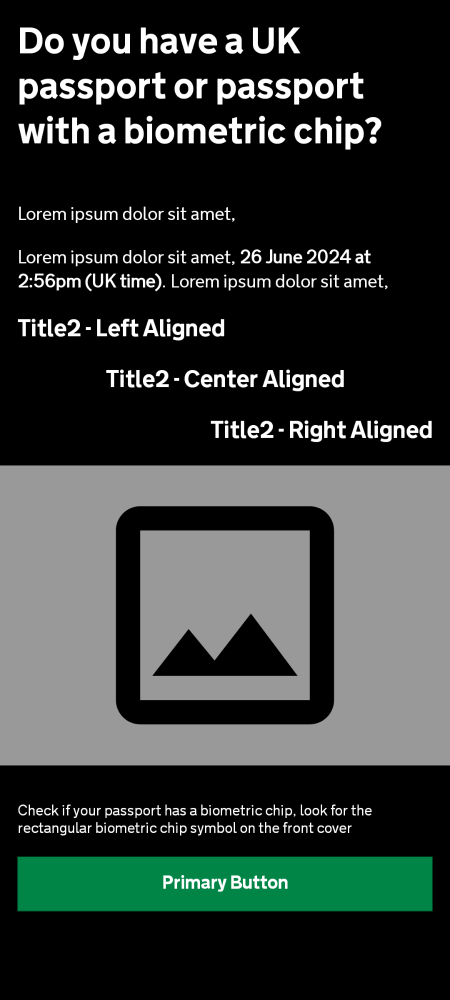 Do you have a UK
passport or passport
with a biometric chip?
Lorem ipsum dolor sit amet,
Lorem ipsum dolor sit amet, 26 June 2024 at
2:56pm (UK time). Lorem ipsum dolor sit amet,
Title2 - Left Aligned
Title2 - Center Aligned
Title2 - Right Aligned
Check if your passport has a biometric chip, look for the
rectangular biometric chip symbol on the front cover
Primary Button